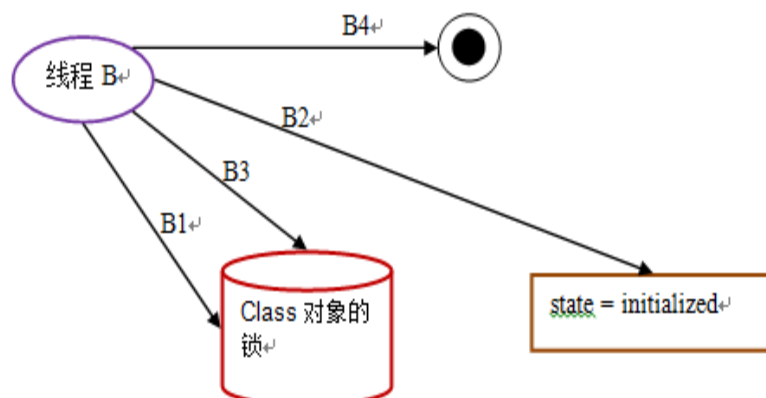 B4
线程 B
B2
B3
B1
Class 对象的
锁
state = initialized